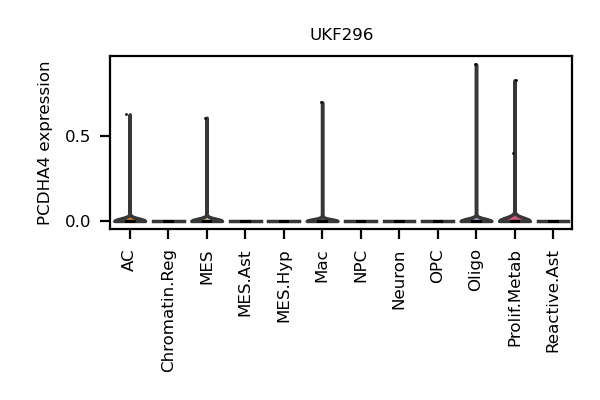 UKF296
PCDHA4 expression
0.5
0.0
AC
Chromatin.Reg
MES
MES.Ast
MES.Hyp
Mac
NPC
Neuron
OPC
Oligo
Prolif.Metab
Reactive.Ast